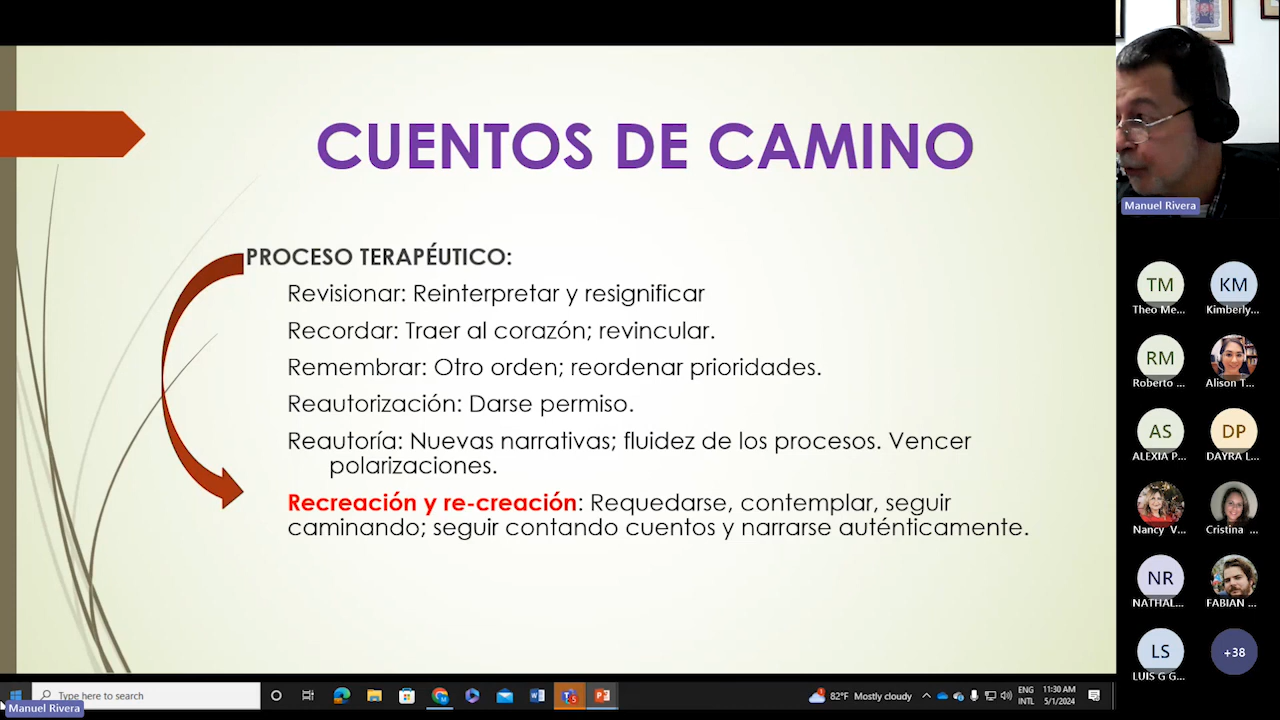 CUENTOS DE CAMINO
PROCESO TERAPÉUTICO:
Revisionar: Reinterpretar y resignificar
Recordar: Traer al corazón; revincular.
Remembrar: Otro orden; reordenar prioridades.
Reautorización: Darse permiso.
Reautoría: Nuevas narrativas; fluidez de los procesos. Vencer
polarizaciones.
Recreación y re-creación: Requedarse, contemplar, seguir
caminando; seguir contando cuentos y narrarse auténticamente.
Manuel Rivera
TM KM
Theo Me... Kimberly...
RM
Roberto ... Alison T...
AS DP
ALEXIA P... DAYRA L...
Nancy V... Cristina ...
NR
NATHAL... FABIAN ...
LS +38
LUIS G G...
Type here to search
82°F Mostly cloudy
ENG
INTL
11:30 AM
5/1/2024
Manuel Rivera